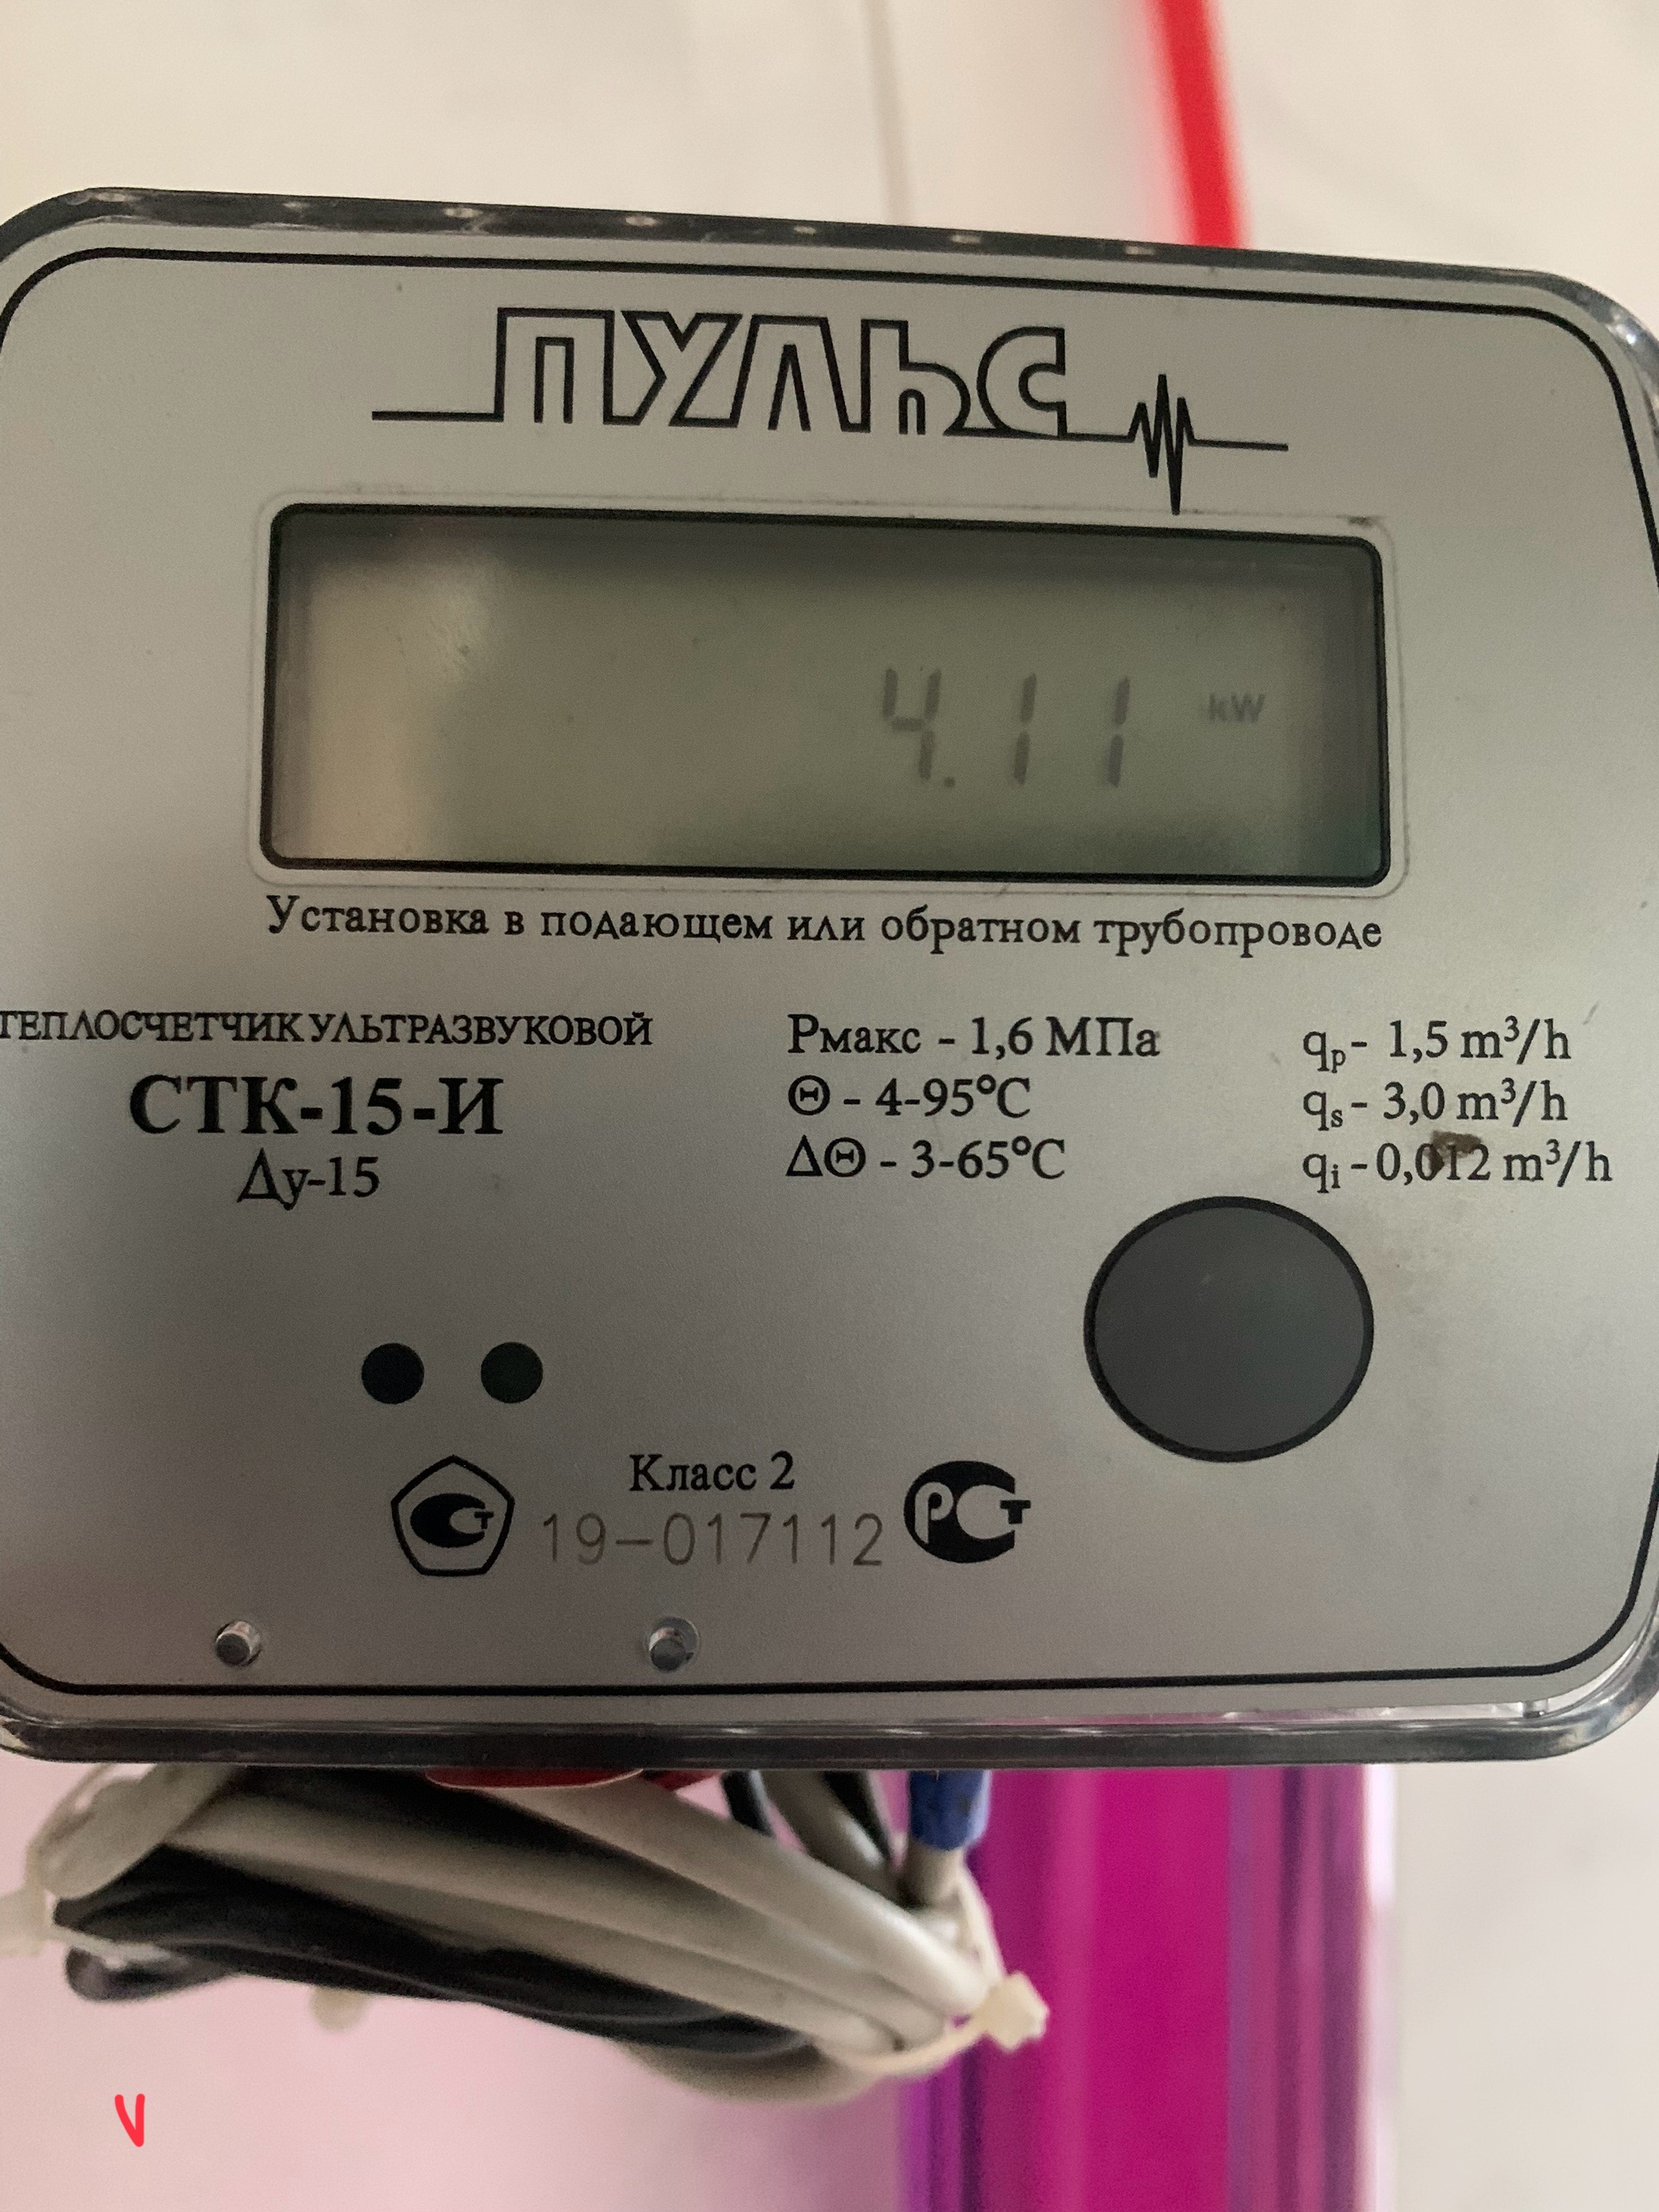 ПУЛЬС
4.11 kW
Установка в подающем или обратном трубопроводе
ТЕПЛОСЧЕТЧИК УЛЬТРАЗВУКОВОЙ
СТК-15-И
Ду-15
Рмакс - 1,6 МПа
Θ - 4-95°C
ΔΘ - 3-65°C
qp - 1,5 m³/h
qs - 3,0 m³/h
qi - 0,012 m³/h
Класс 2
19-017112
РСТ
V